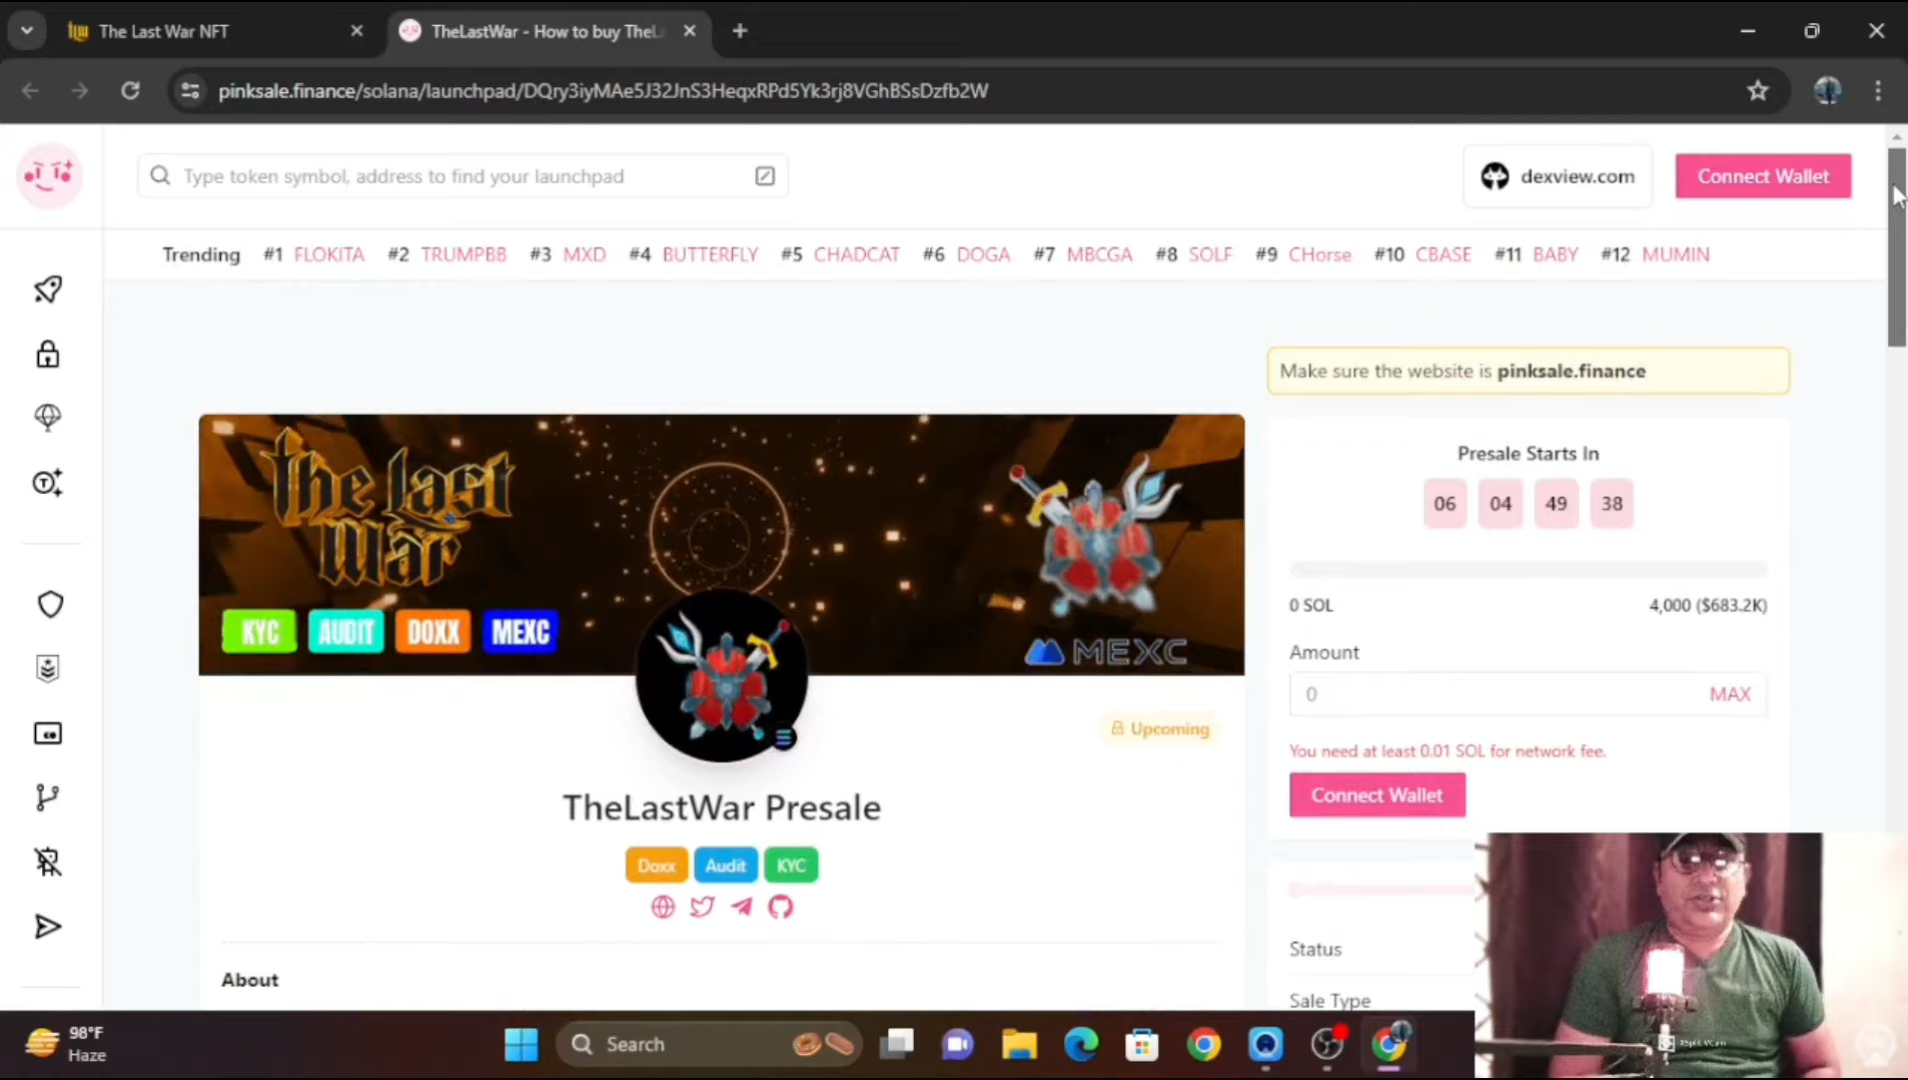 The Last War NFT
TheLastWar - How to buy TheL
pinksale.finance/solana/launchpad/DQry3iyMAe5J32JnS3HeqxRPd5Yk3rj8VGhBSsDzfb2W
Type token symbol, address to find your launchpad
dexview.com
Connect Wallet
Trending #1 FLOKITA #2 TRUMPBB #3 MXD #4 BUTTERFLY #5 CHADCAT #6 DOGA #7 MBCGA #8 SOLF #9 CHorse #10 CBASE #11 BABY #12 MUMIN
Make sure the website is pinksale.finance
The Last
War
KYC AUDIT DOXX MEXC
MEXC
Presale Starts In
06 04 49 38
0 SOL 4,000 ($683.2K)
Amount
0 MAX
You need at least 0.01 SOL for network fee.
Connect Wallet
Upcoming
TheLastWar Presale
Doxx Audit KYC
About
Status
Sale Type
98°F
Haze
Search
XSplit VCam